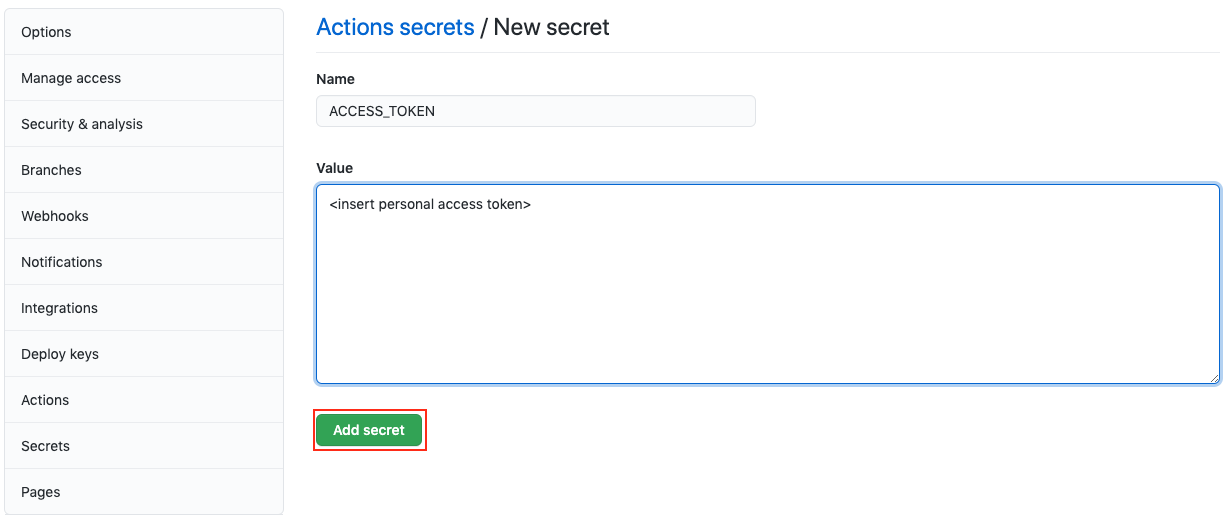 Options
Manage access
Security & analysis
Branches
Webhooks
Notifications
Integrations
Deploy keys
Actions
Secrets
Pages
Actions secrets / New secret
Name
ACCESS_TOKEN
Value
<insert personal access token>
Add secret